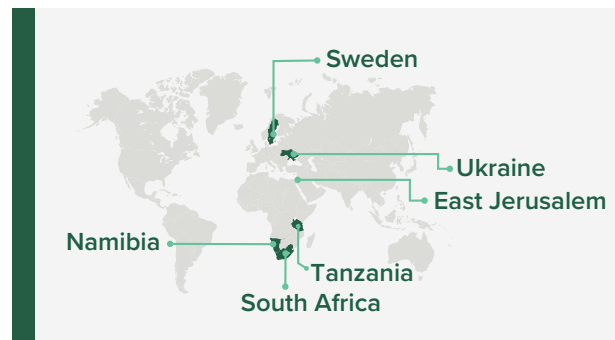 Sweden
Ukraine
East Jerusalem
Namibia
Tanzania
South Africa